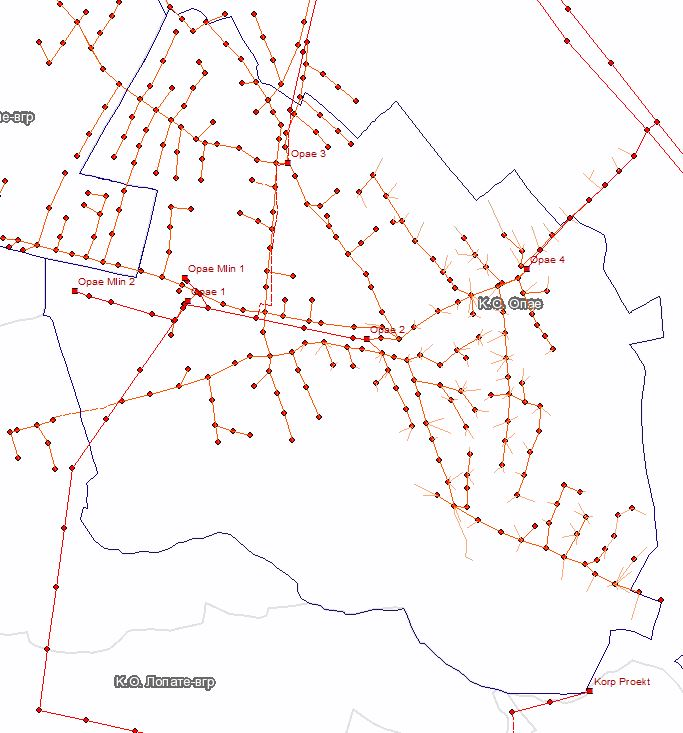 е-вгр
Opae 3
Opae 4
Opae Mlin 1
Opae Mlin 2
Opae 1
К.О. Опае
Opae 2
К.О. Лопате-вгр
Korp Proekt